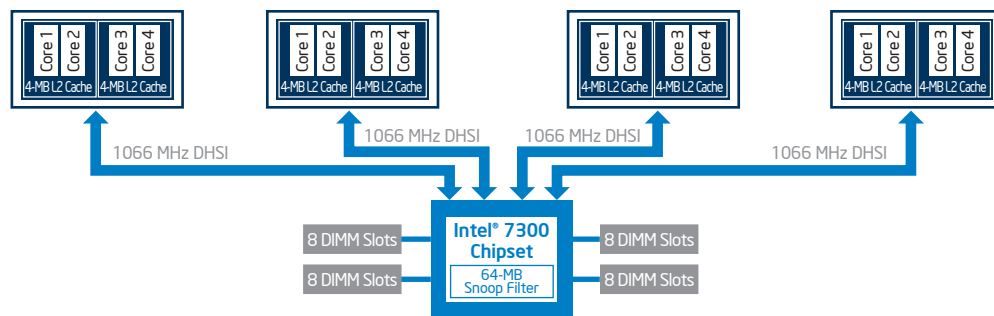 Core 1
Core 2
Core 3
Core 4
4-MB L2 Cache
4-MB L2 Cache
Core 1
Core 2
Core 3
Core 4
4-MB L2 Cache
4-MB L2 Cache
Core 1
Core 2
Core 3
Core 4
4-MB L2 Cache
4-MB L2 Cache
Core 1
Core 2
Core 3
Core 4
4-MB L2 Cache
4-MB L2 Cache
1066 MHz DHSI
1066 MHz DHSI
1066 MHz DHSI
1066 MHz DHSI
Intel® 7300
Chipset
64-MB
Snoop Filter
8 DIMM Slots
8 DIMM Slots
8 DIMM Slots
8 DIMM Slots